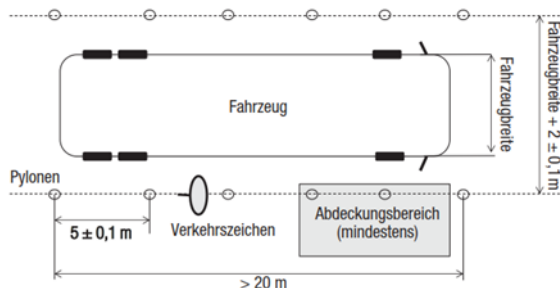 Fahrzeug
Fahrzeugbreite
Fahrzeugbreite + 2 ± 0,1 m
Pylonen
5 ± 0,1 m
Verkehrszeichen
Abdeckungsbereich
(mindestens)
> 20 m